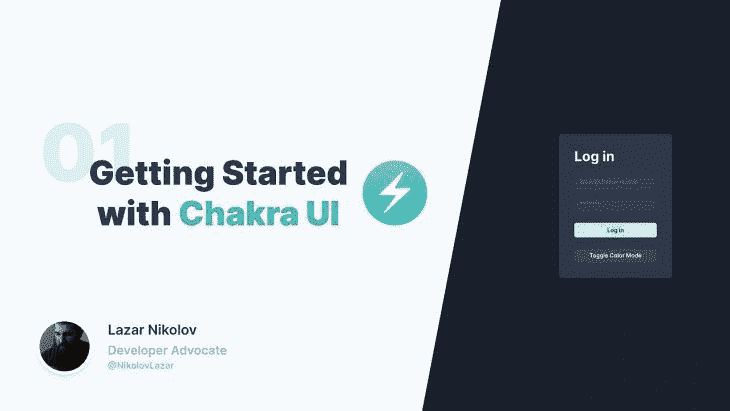 01
Getting Started
with Chakra UI
Lazar Nikolov
Developer Advocate
@NikolovLazar
Log in
Log in
Toggle Color Mode